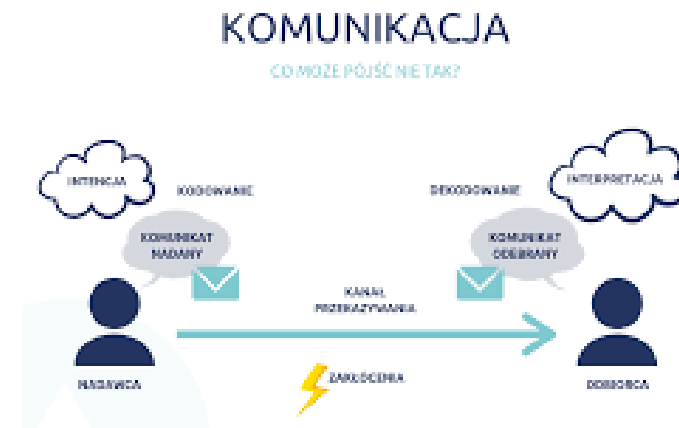 KOMUNIKACJA
CO MOŻE PÓJŚĆ NIE TAK?
INTENCJA
KODOWANIE
DEKODOWANIE
INTERPRETACJA
KOMUNIKAT
NADANY
KOMUNIKAT
ODEBRANY
KANAŁ
PRZEKAZYWANIA
NADAWCA
ZAKŁÓCENIA
ODBIORCA